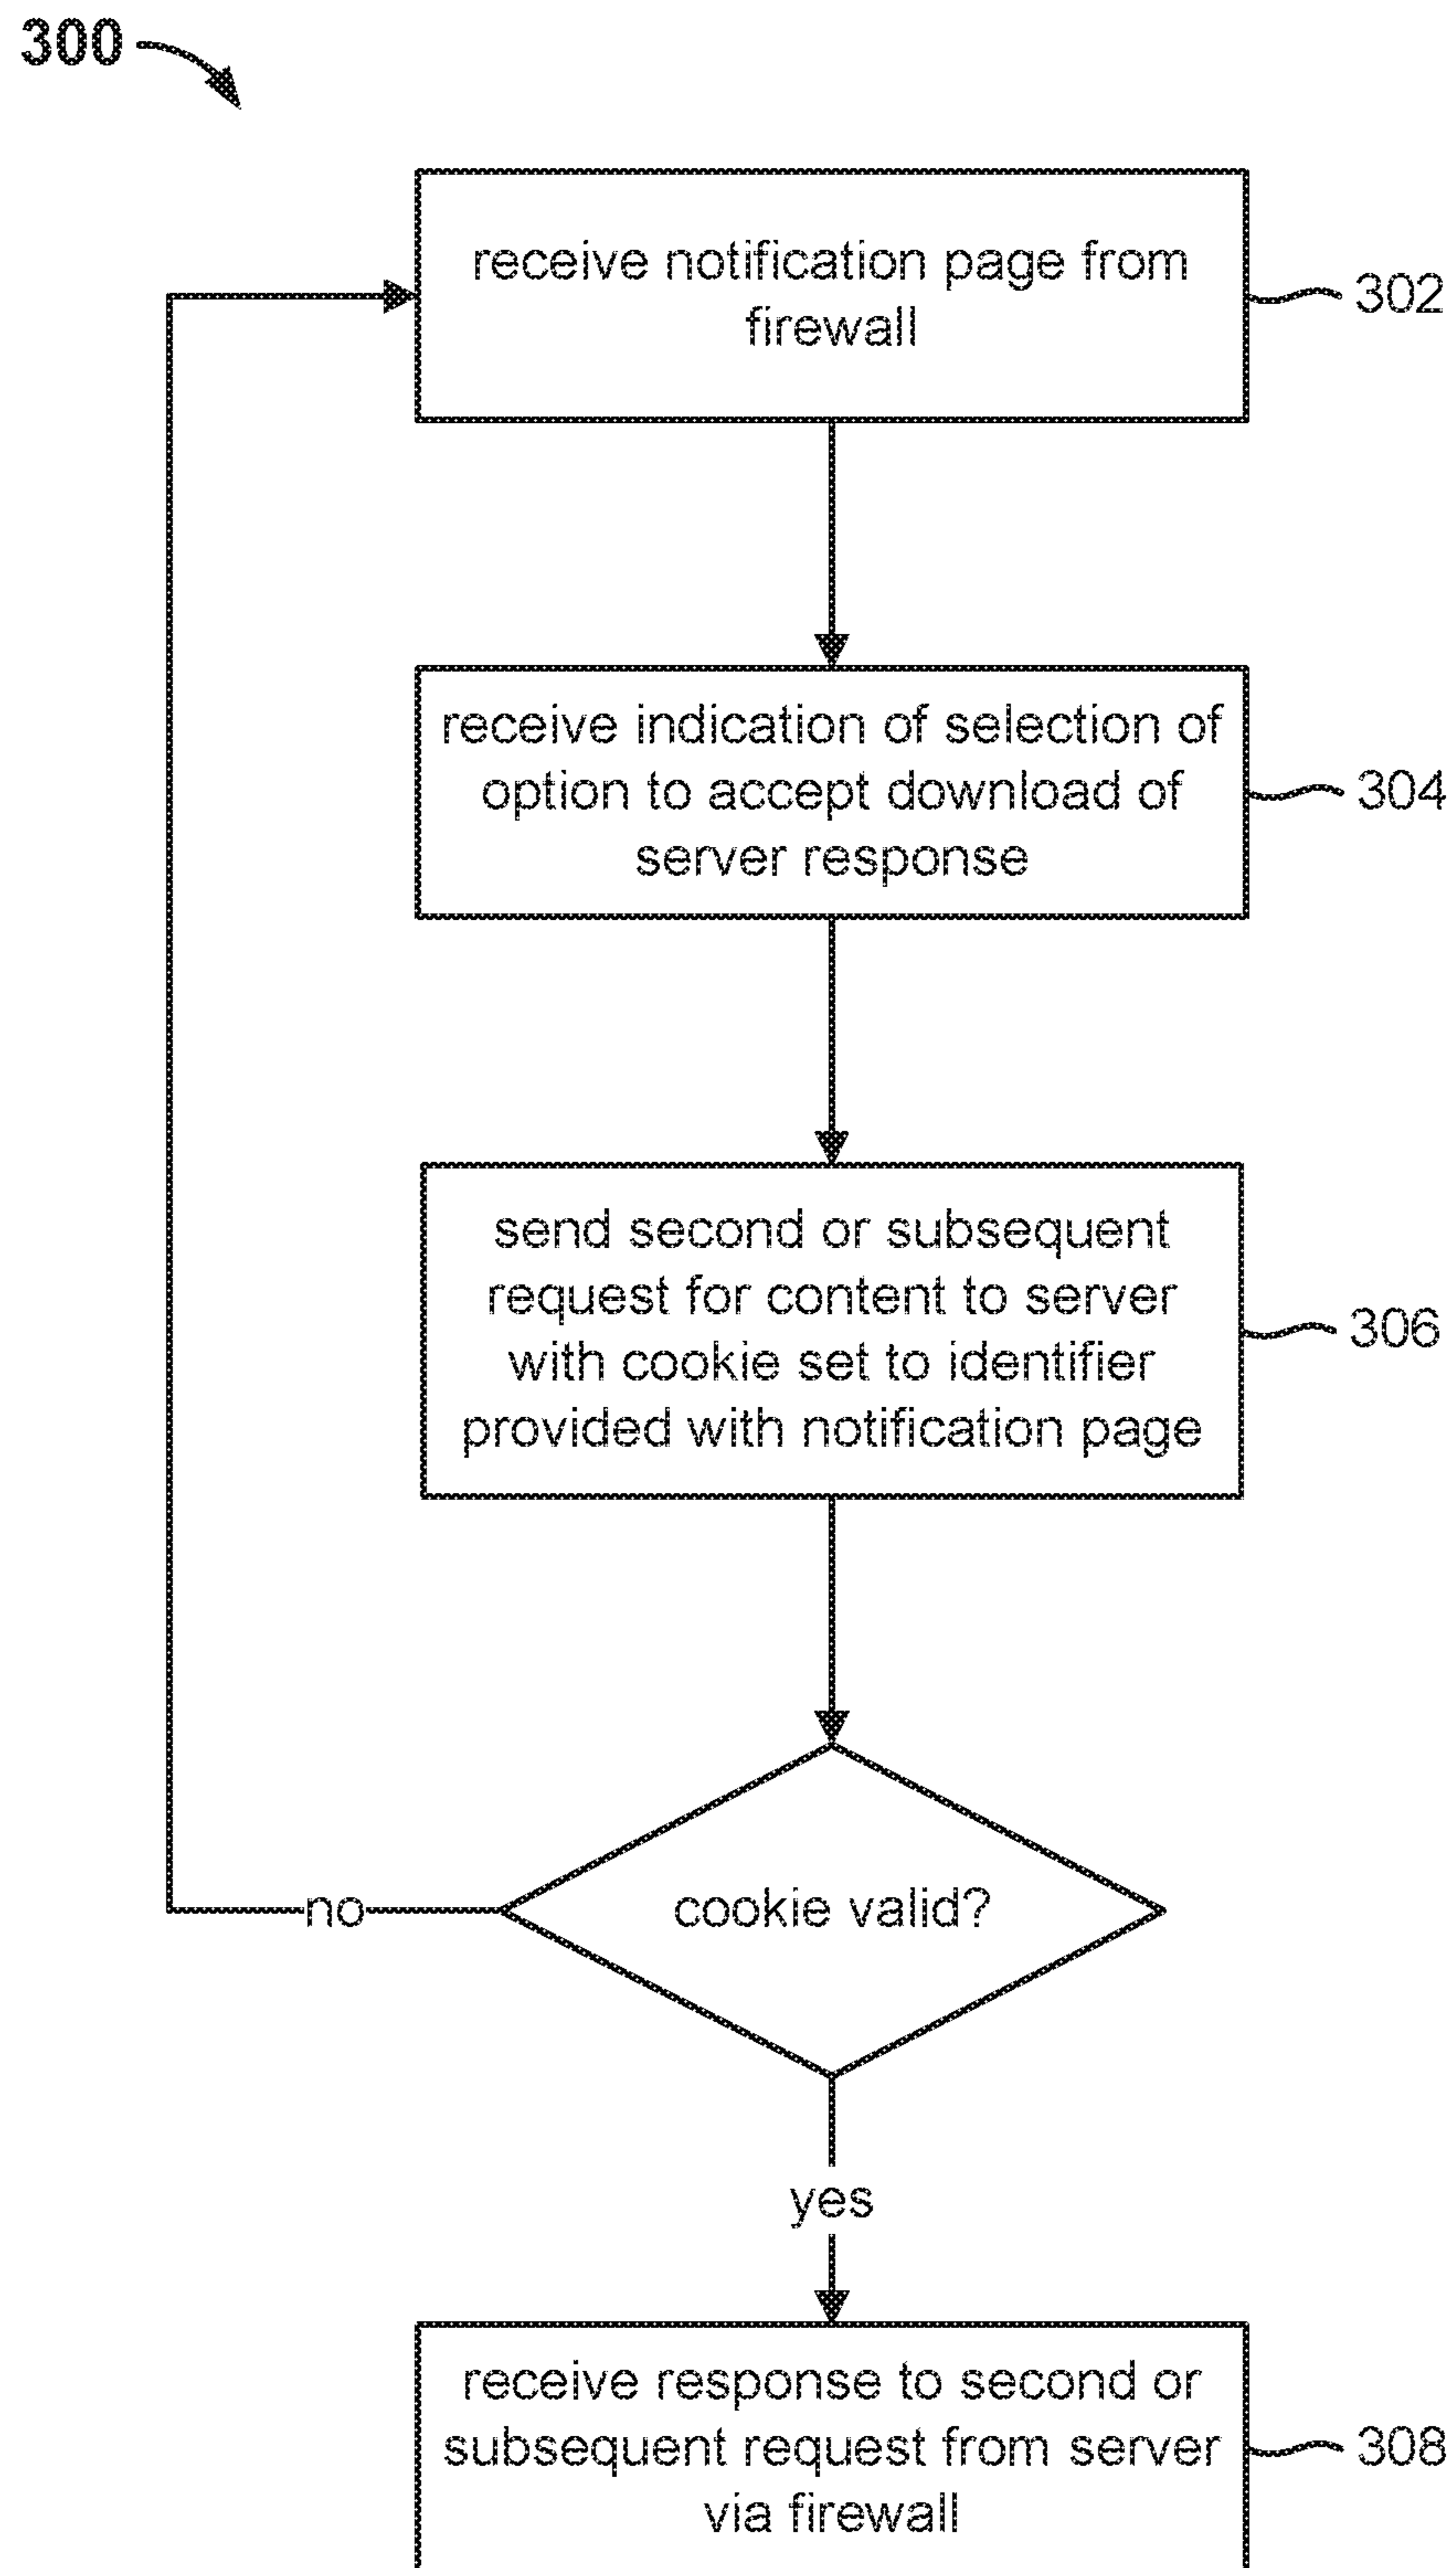 300
receive notification page from
firewall
302
receive indication of selection of
option to accept download of
server response
304
send second or subsequent
request for content to server
with cookie set to identifier
provided with notification page
306
cookie valid?
no
yes
receive response to second or
subsequent request from server
via firewall
308